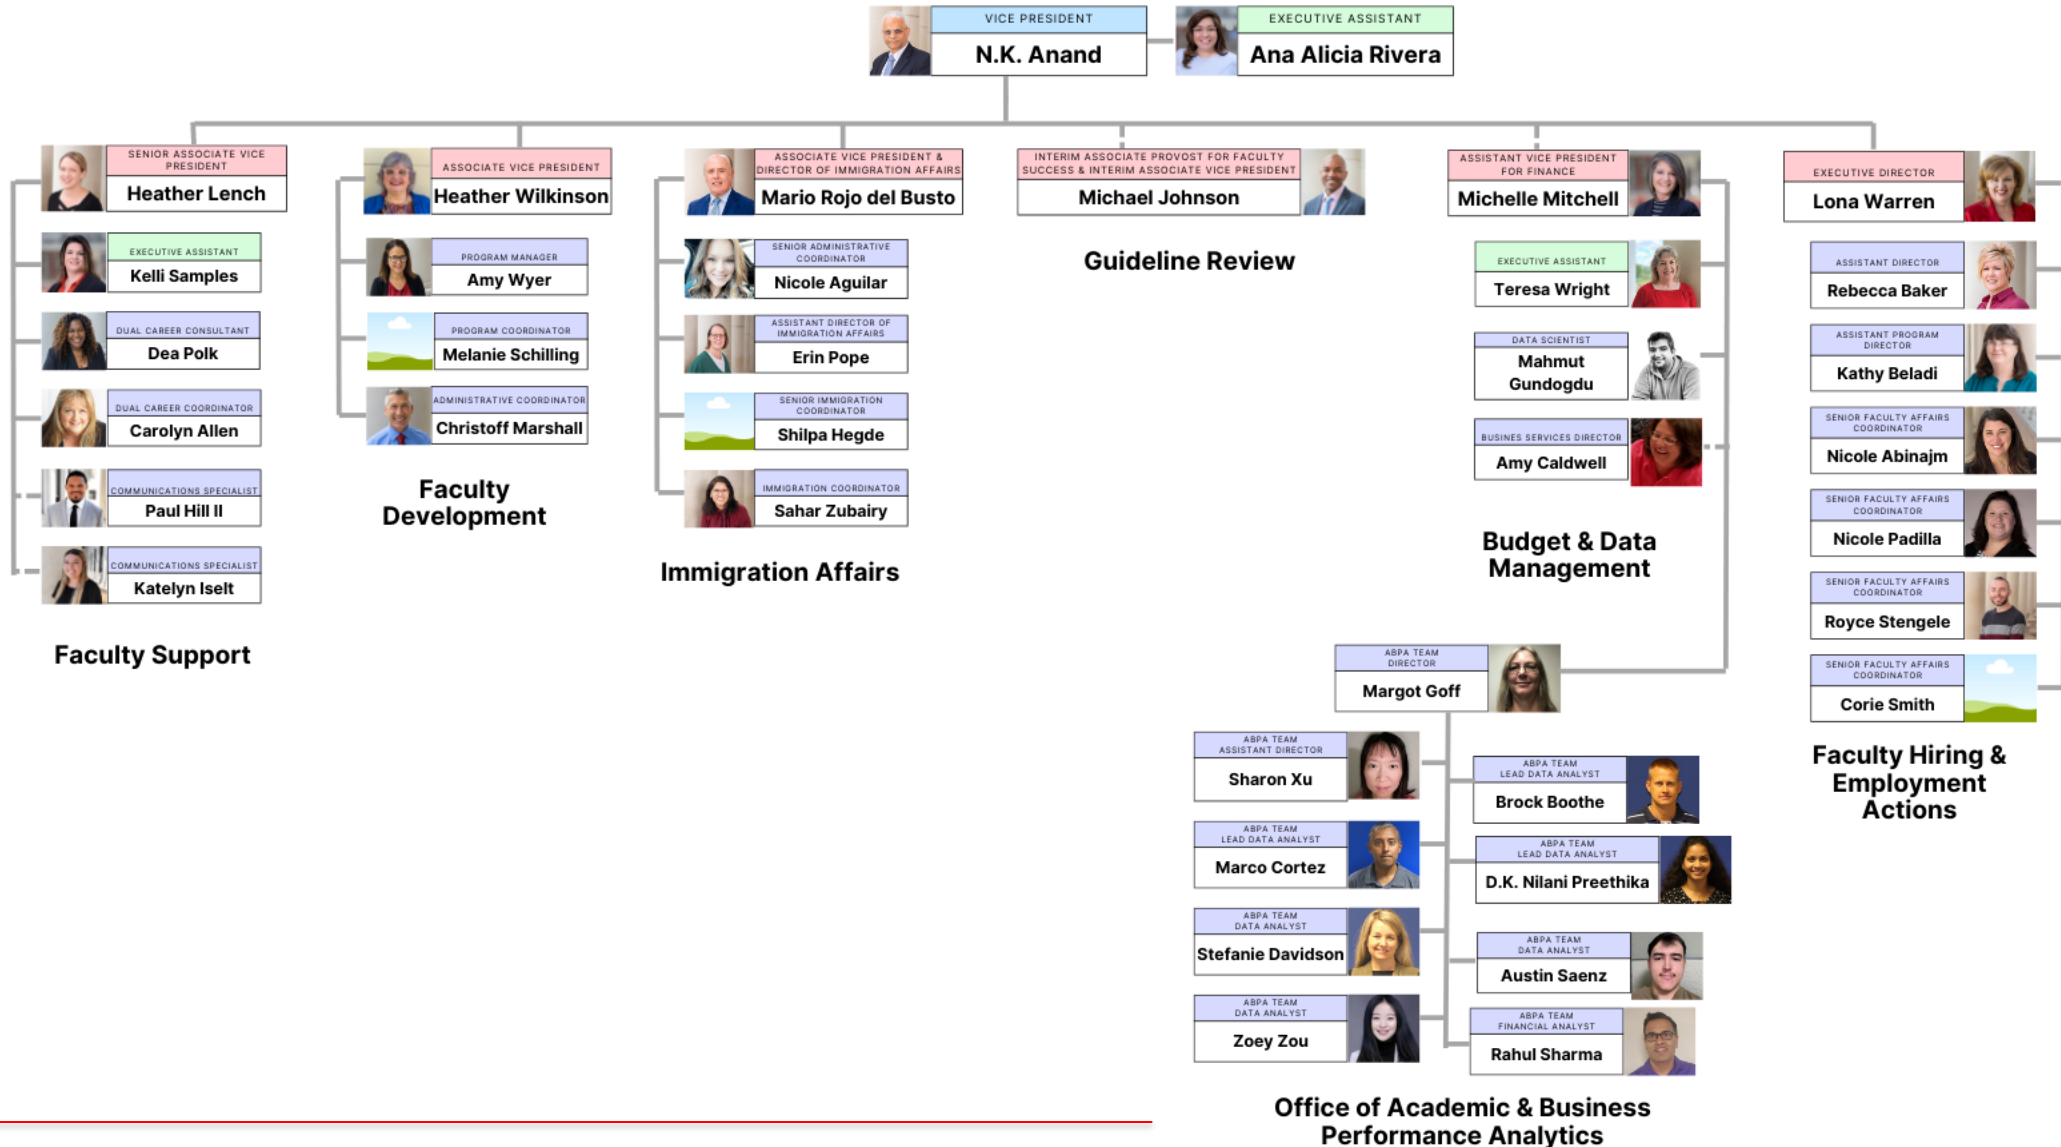 VICE PRESIDENT
N.K. Anand
EXECUTIVE ASSISTANT
Ana Alicia Rivera
SENIOR ASSOCIATE VICE
PRESIDENT
Heather Lench
EXECUTIVE ASSISTANT
Kelli Samples
DUAL CAREER CONSULTANT
Dea Polk
DUAL CAREER COORDINATOR
Carolyn Allen
COMMUNICATIONS SPECIALIST
Paul Hill II
COMMUNICATIONS SPECIALIST
Katelyn Iselt
Faculty Support
ASSOCIATE VICE PRESIDENT
Heather Wilkinson
PROGRAM MANAGER
Amy Wyer
PROGRAM COORDINATOR
Melanie Schilling
ADMINISTRATIVE COORDINATOR
Christoff Marshall
Faculty
Development
ASSOCIATE VICE PRESIDENT &
DIRECTOR OF IMMIGRATION AFFAIRS
Mario Rojo del Busto
SENIOR ADMINISTRATIVE
COORDINATOR
Nicole Aguilar
ASSISTANT DIRECTOR OF
IMMIGRATION AFFAIRS
Erin Pope
SENIOR IMMIGRATION
COORDINATOR
Shilpa Hegde
IMMIGRATION COORDINATOR
Sahar Zubairy
Immigration Affairs
INTERIM ASSOCIATE PROVOST FOR FACULTY
SUCCESS & INTERIM ASSOCIATE VICE PRESIDENT
Michael Johnson
Guideline Review
ASSISTANT VICE PRESIDENT
FOR FINANCE
Michelle Mitchell
EXECUTIVE ASSISTANT
Teresa Wright
DATA SCIENTIST
Mahmut
Gundogdu
BUSINES SERVICES DIRECTOR
Amy Caldwell
Budget & Data
Management
ABPA TEAM
DIRECTOR
Margot Goff
ABPA TEAM
ASSISTANT DIRECTOR
Sharon Xu
ABPA TEAM
LEAD DATA ANALYST
Marco Cortez
ABPA TEAM
DATA ANALYST
Stefanie Davidson
ABPA TEAM
DATA ANALYST
Zoey Zou
ABPA TEAM
LEAD DATA ANALYST
Brock Boothe
ABPA TEAM
LEAD DATA ANALYST
D.K. Nilani Preethika
ABPA TEAM
DATA ANALYST
Austin Saenz
ABPA TEAM
FINANCIAL ANALYST
Rahul Sharma
Office of Academic & Business
Performance Analytics
EXECUTIVE DIRECTOR
Lona Warren
ASSISTANT DIRECTOR
Rebecca Baker
ASSISTANT PROGRAM
DIRECTOR
Kathy Beladi
SENIOR FACULTY AFFAIRS
COORDINATOR
Nicole Abinajm
SENIOR FACULTY AFFAIRS
COORDINATOR
Nicole Padilla
SENIOR FACULTY AFFAIRS
COORDINATOR
Royce Stengele
SENIOR FACULTY AFFAIRS
COORDINATOR
Corie Smith
Faculty Hiring &
Employment
Actions